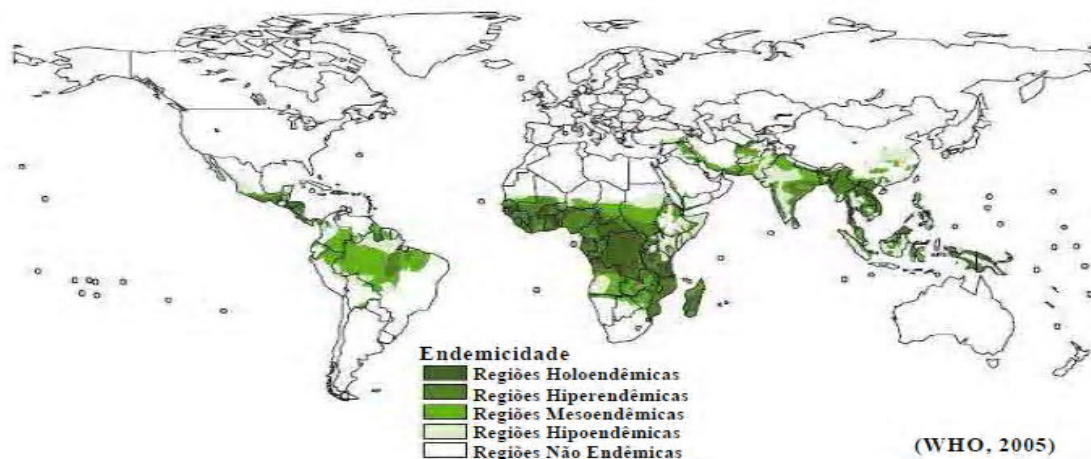 Endemicidade
Regiões Holoendêmicas
Regiões Hiperendêmicas
Regiões Mesoendêmicas
Regiões Hipoendêmicas
Regiões Não Endêmicas
(WHO, 2005)